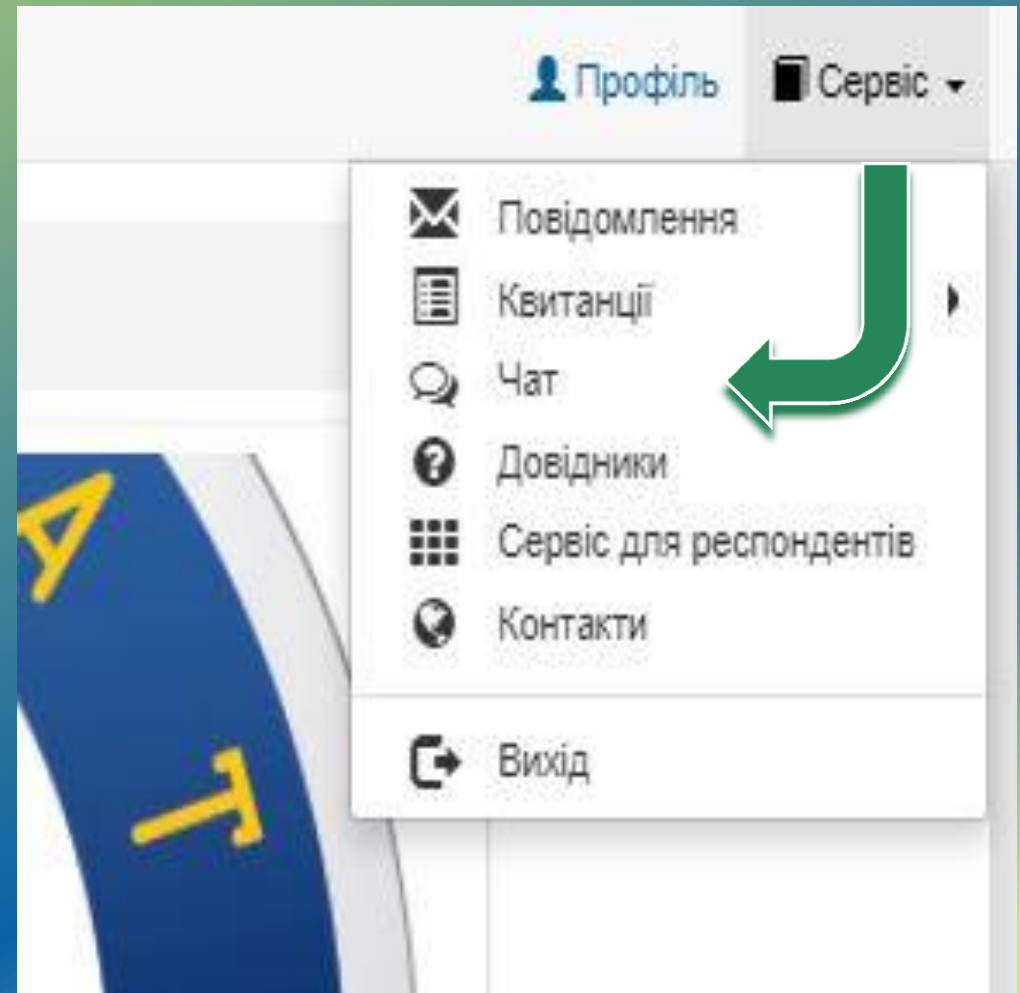 Профіль Сервіс
Повідомлення
Квитанції
Чат
Довідники
Сервіс для респондентів
Контакти
Вихід
А
Т